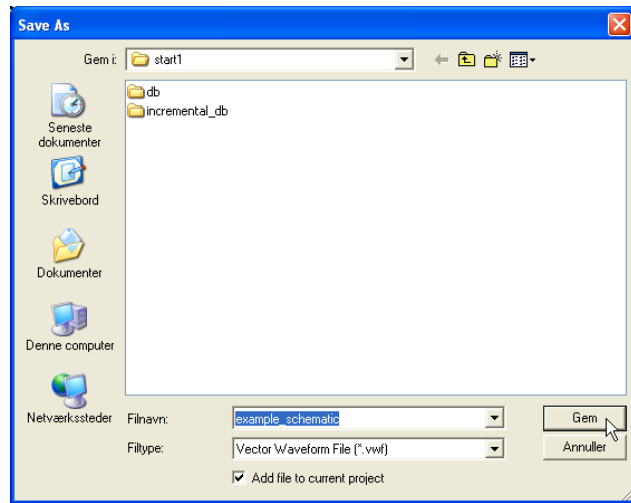 Save As
Gem i:
start1
db
incremental_db
Seneste
dokumenter
Skrivebord
Dokumenter
Denne computer
Netværkssteder
Filnavn:
example_schematic
Gem
Filtype:
Vector Waveform File (*.vwf)
Annuller
Add file to current project